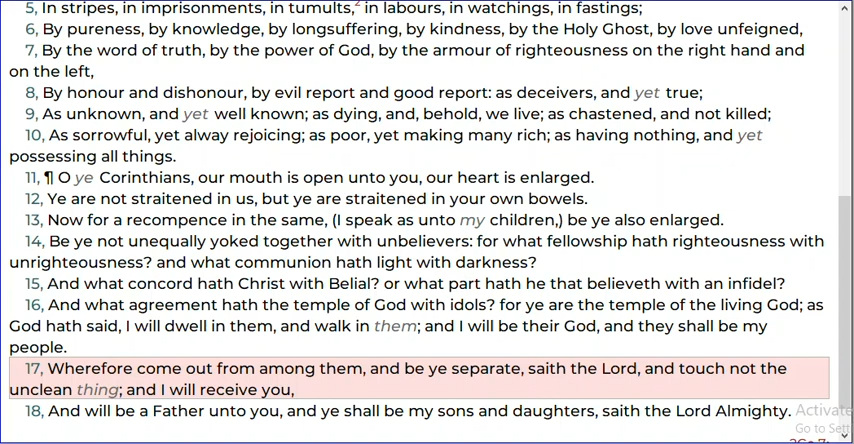 5, In stripes, in imprisonments, in tumults,² in labours, in watchings, in fastings;
6, By pureness, by knowledge, by longsuffering, by kindness, by the Holy Ghost, by love unfeigned,
7, By the word of truth, by the power of God, by the armour of righteousness on the right hand and
on the left,
8, By honour and dishonour, by evil report and good report: as deceivers, and yet true;
9, As unknown, and yet well known; as dying, and, behold, we live; as chastened, and not killed;
10, As sorrowful, yet alway rejoicing; as poor, yet making many rich; as having nothing, and yet
possessing all things.
11, ¶ O ye Corinthians, our mouth is open unto you, our heart is enlarged.
12, Ye are not straitened in us, but ye are straitened in your own bowels.
13, Now for a recompence in the same, (I speak as unto my children,) be ye also enlarged.
14, Be ye not unequally yoked together with unbelievers: for what fellowship hath righteousness with
unrighteousness? and what communion hath light with darkness?
15, And what concord hath Christ with Belial? or what part hath he that believeth with an infidel?
16, And what agreement hath the temple of God with idols? for ye are the temple of the living God; as
God hath said, I will dwell in them, and walk in them; and I will be their God, and they shall be my
people.
17, Wherefore come out from among them, and be ye separate, saith the Lord, and touch not the
unclean thing; and I will receive you,
18, And will be a Father unto you, and ye shall be my sons and daughters, saith the Lord Almighty.
Activate
Go to Sett